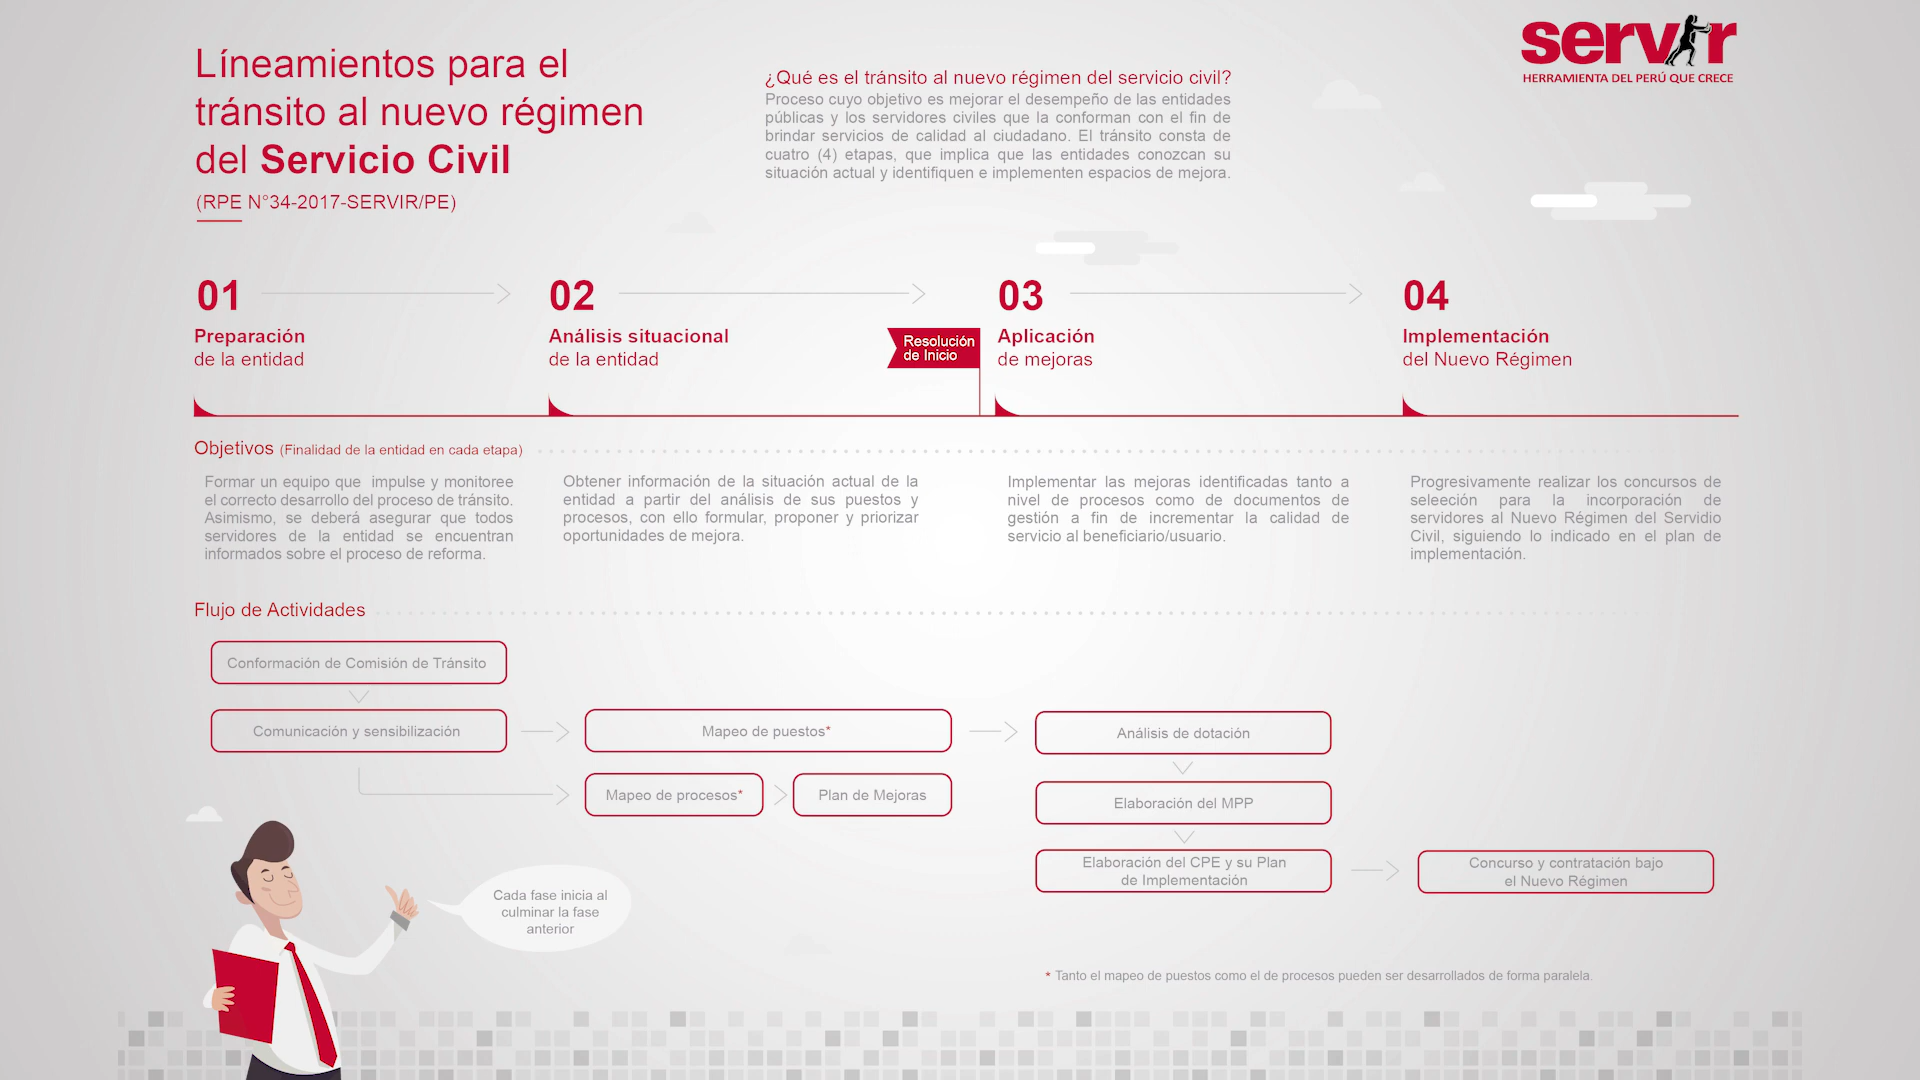 Líneamientos para el
tránsito al nuevo régimen
del Servicio Civil
(RPE N°34-2017-SERVIR/PE)
¿Qué es el tránsito al nuevo régimen del servicio civil?
Proceso cuyo objetivo es mejorar el desempeño de las entidades
públicas y los servidores civiles que la conforman con el fin de
brindar servicios de calidad al ciudadano. El tránsito consta de
cuatro (4) etapas, que implica que las entidades conozcan su
situación actual y identifiquen e implementen espacios de mejora.
servir
HERRAMIENTA DEL PERÚ QUE CRECE
01
Preparación
de la entidad
02
Análisis situacional
de la entidad
Resolución
de Inicio
03
Aplicación
de mejoras
04
Implementación
del Nuevo Régimen
Objetivos (Finalidad de la entidad en cada etapa)
Formar un equipo que impulse y monitoree
el correcto desarrollo del proceso de tránsito.
Asimismo, se deberá asegurar que todos
servidores de la entidad se encuentran
informados sobre el proceso de reforma.
Obtener información de la situación actual de la
entidad a partir del análisis de sus puestos y
procesos, con ello formular, proponer y priorizar
oportunidades de mejora.
Implementar las mejoras identificadas tanto a
nivel de procesos como de documentos de
gestión a fin de incrementar la calidad de
servicio al beneficiario/usuario.
Progresivamente realizar los concursos de
seleeción para la incorporación de
servidores al Nuevo Régimen del Servidio
Civil, siguiendo lo indicado en el plan de
implementación.
Flujo de Actividades
Conformación de Comisión de Tránsito
Comunicación y sensibilización
Mapeo de puestos*
Mapeo de procesos*
Plan de Mejoras
Análisis de dotación
Elaboración del MPP
Elaboración del CPE y su Plan
de Implementación
Concurso y contratación bajo
el Nuevo Régimen
Cada fase inicia al
culminar la fase
anterior
* Tanto el mapeo de puestos como el de procesos pueden ser desarrollados de forma paralela.